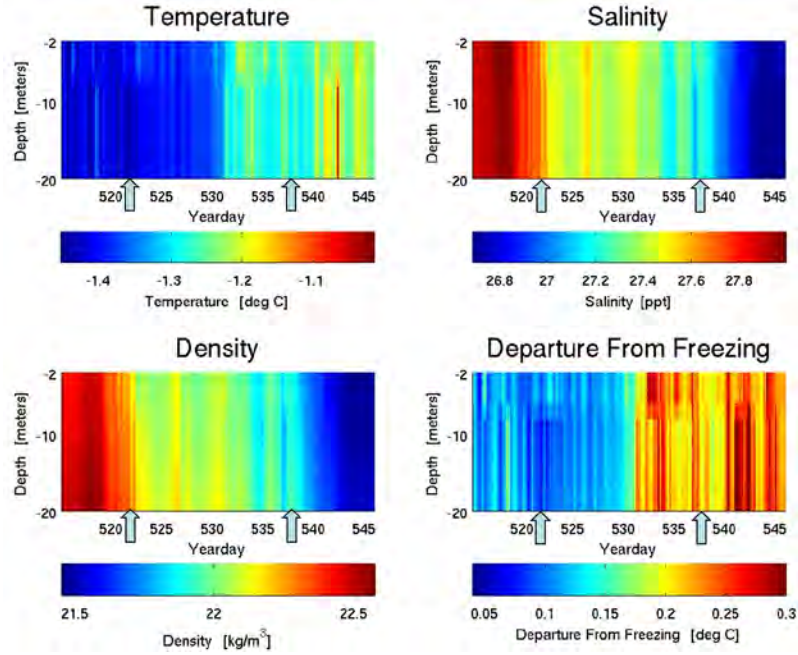 Temperature
Salinity
-2
-10
-20
Depth [meters]
520 525 530 535 540 545
Yearday
-1.4 -1.3 -1.2 -1.1
Temperature [deg C]
-2
-10
-20
Depth [meters]
520 525 530 535 540 545
Yearday
26.8 27 27.2 27.4 27.6 27.8
Salinity [ppt]
Density
Departure From Freezing
-2
-10
-20
Depth [meters]
520 525 530 535 540 545
Yearday
21.5 22 22.5
Density [kg/m³]
-2
-10
-20
Depth [meters]
520 525 530 535 540 545
Yearday
0.05 0.1 0.15 0.2 0.25 0.3
Departure From Freezing [deg C]